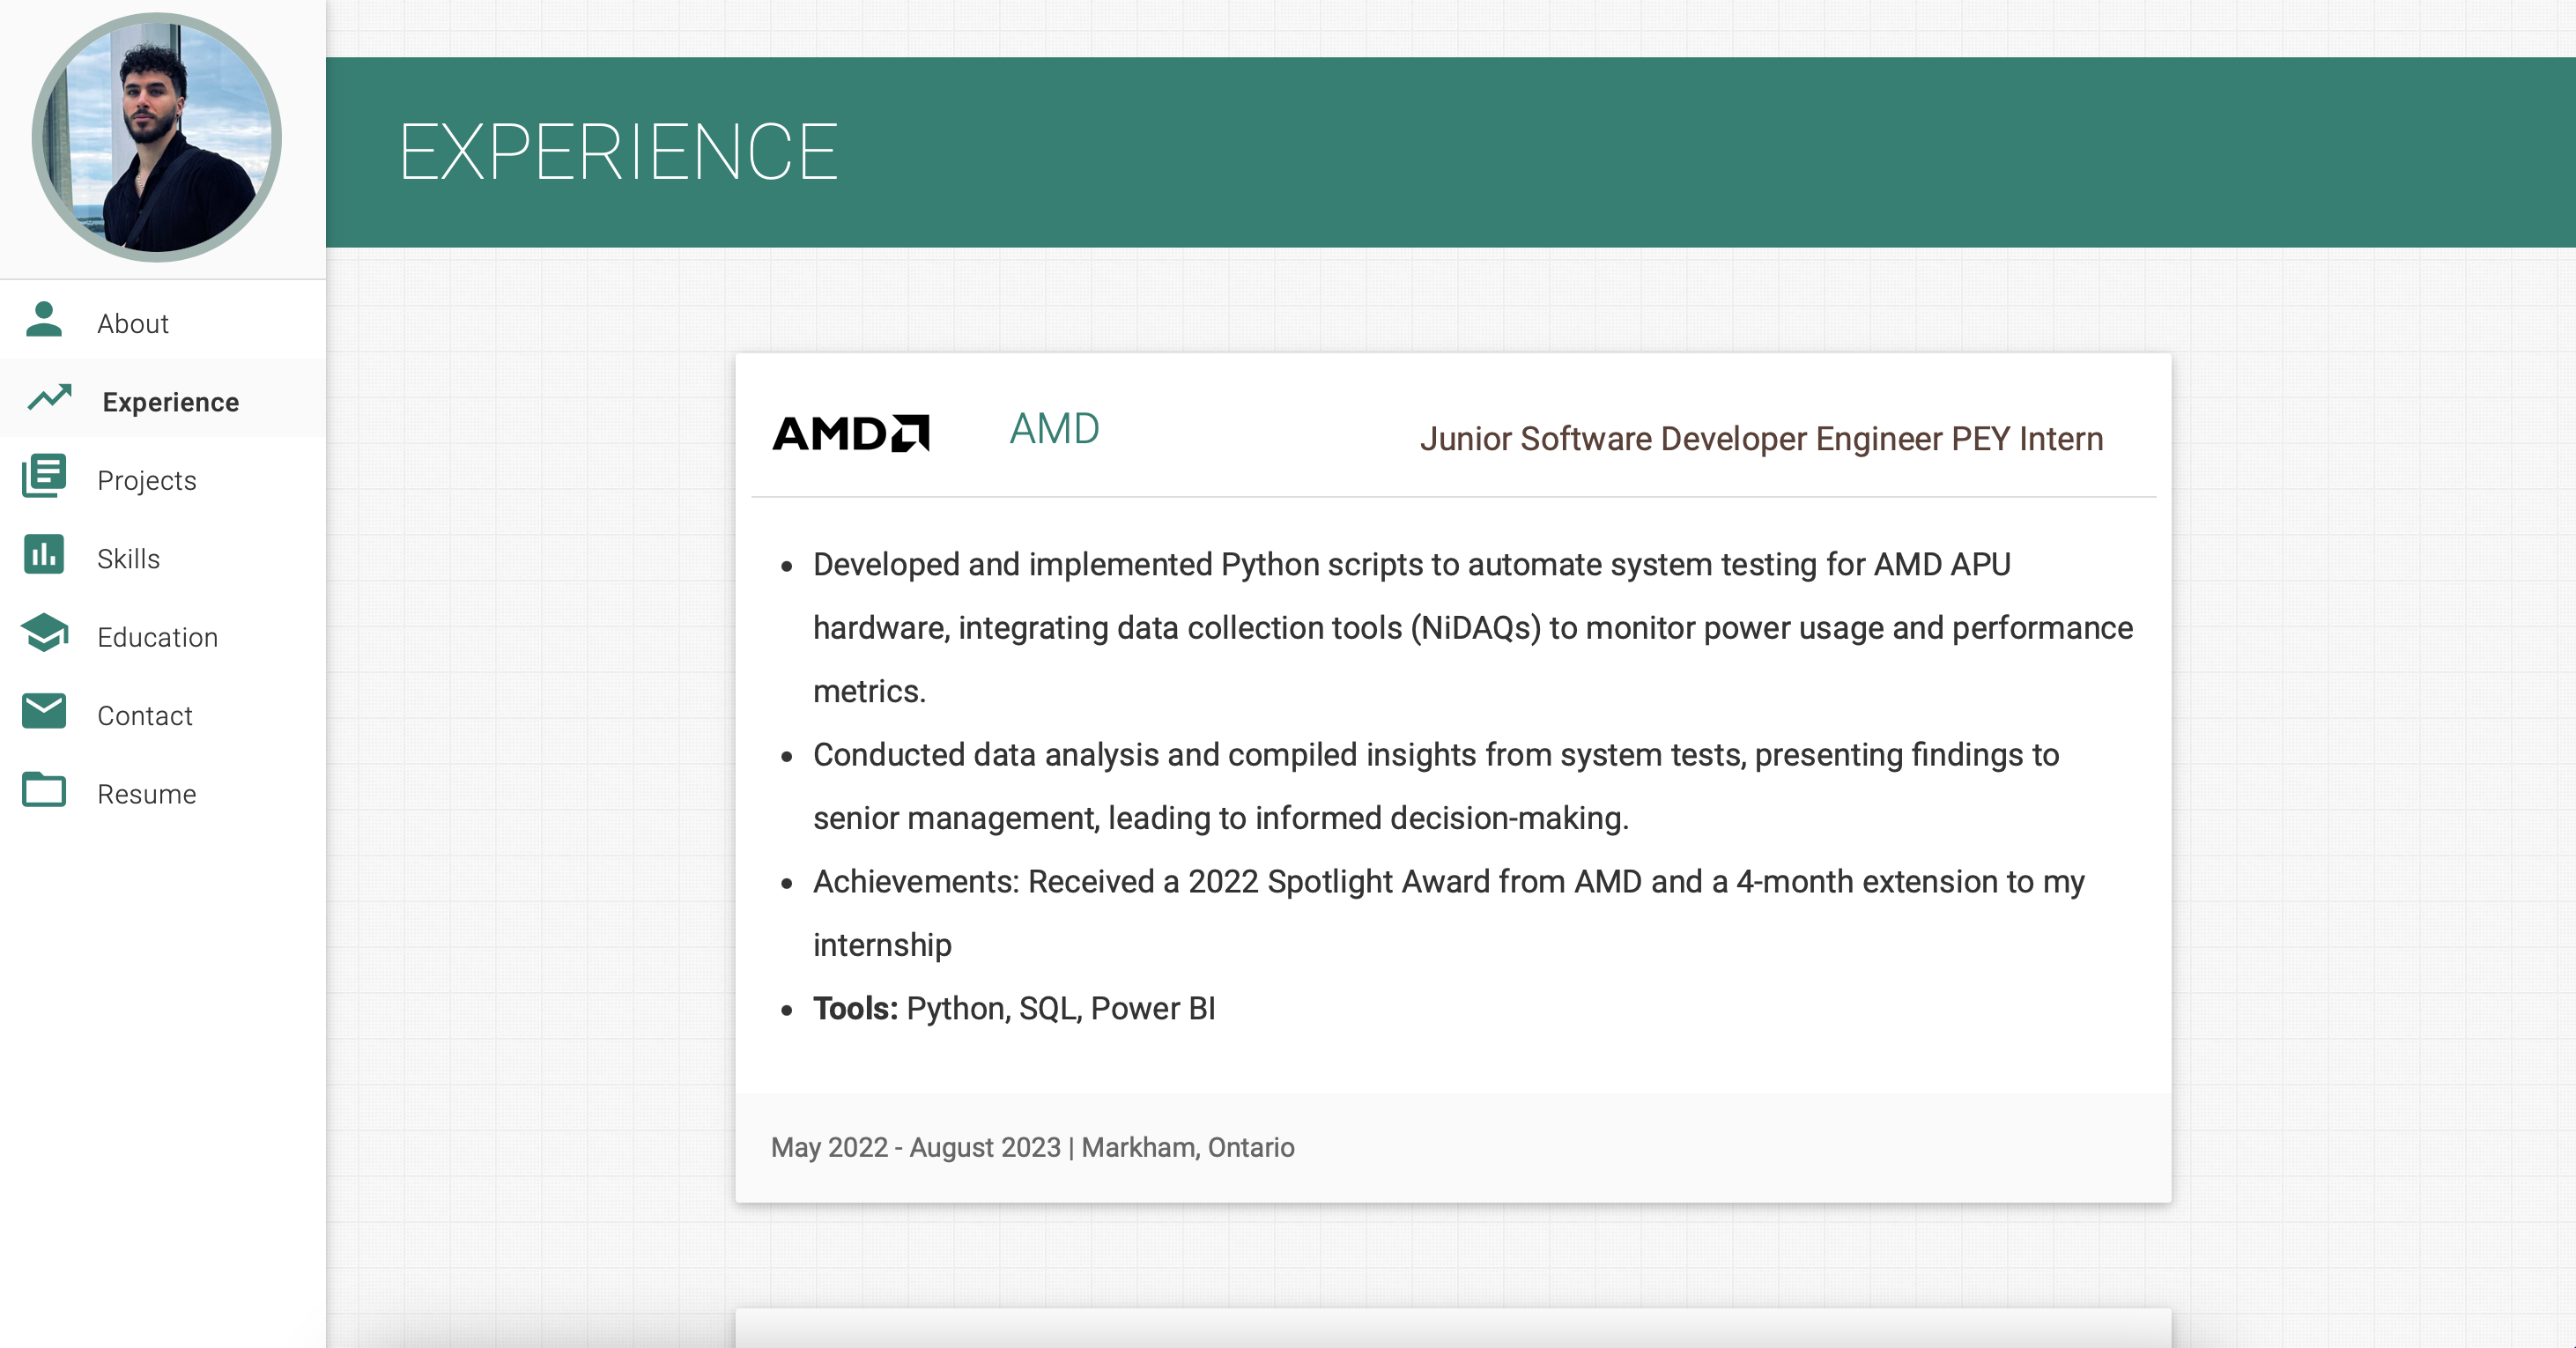 EXPERIENCE
About
Experience
Projects
Skills
Education
Contact
Resume
AMD
AMD
Junior Software Developer Engineer PEY Intern
Developed and implemented Python scripts to automate system testing for AMD APU
hardware, integrating data collection tools (NiDAQs) to monitor power usage and performance
metrics.
Conducted data analysis and compiled insights from system tests, presenting findings to
senior management, leading to informed decision-making.
Achievements: Received a 2022 Spotlight Award from AMD and a 4-month extension to my
internship
Tools: Python, SQL, Power BI
May 2022 - August 2023 | Markham, Ontario